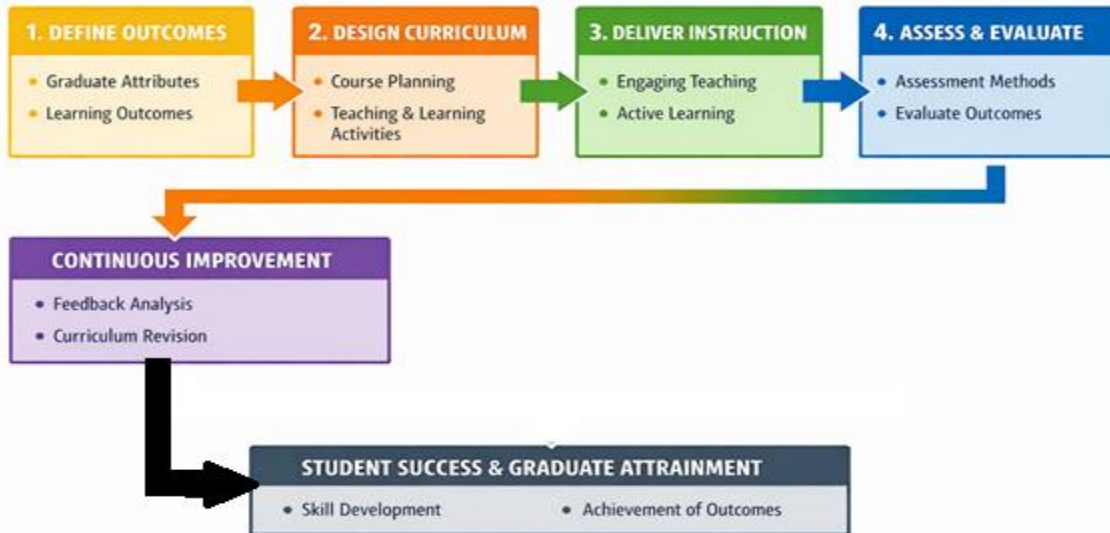 1. DEFINE OUTCOMES
• Graduate Attributes
• Learning Outcomes
2. DESIGN CURRICULUM
• Course Planning
• Teaching & Learning
Activities
3. DELIVER INSTRUCTION
• Engaging Teaching
• Active Learning
4. ASSESS & EVALUATE
• Assessment Methods
• Evaluate Outcomes
CONTINUOUS IMPROVEMENT
• Feedback Analysis
• Curriculum Revision
STUDENT SUCCESS & GRADUATE ATTRAINMENT
• Skill Development
• Achievement of Outcomes